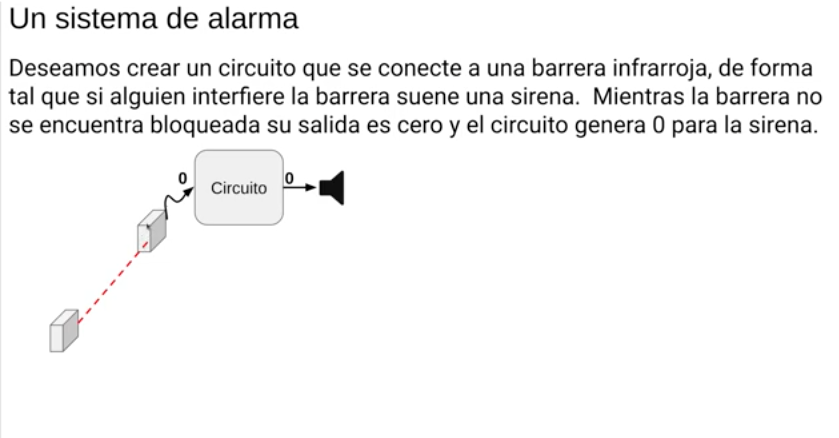 Un sistema de alarma
Deseamos crear un circuito que se conecte a una barrera infrarroja, de forma
tal que si alguien interfiere la barrera suene una sirena. Mientras la barrera no
se encuentra bloqueada su salida es cero y el circuito genera 0 para la sirena.
0
Circuito
0